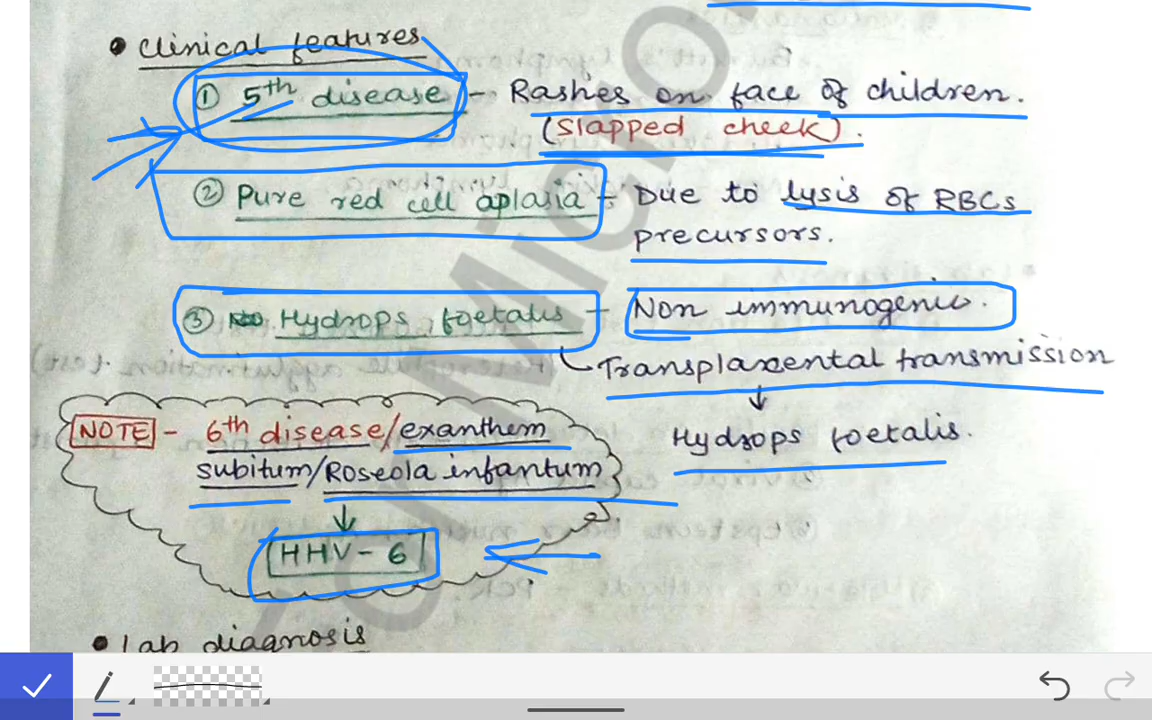 • Clinical features
① 5th disease - Rashes on face of children.
(slapped cheek).
② Pure red cell aplasia - Due to lysis of RBCs
precursors.
③ Hydrops foetalis - Non immunogenic.
Transplaxental transmission
↓
Hydrops foetalis.
NOTE - 6th disease/exanthem
subitum/Roseola infantum
↓
HHV-6
• Lab diagnosis